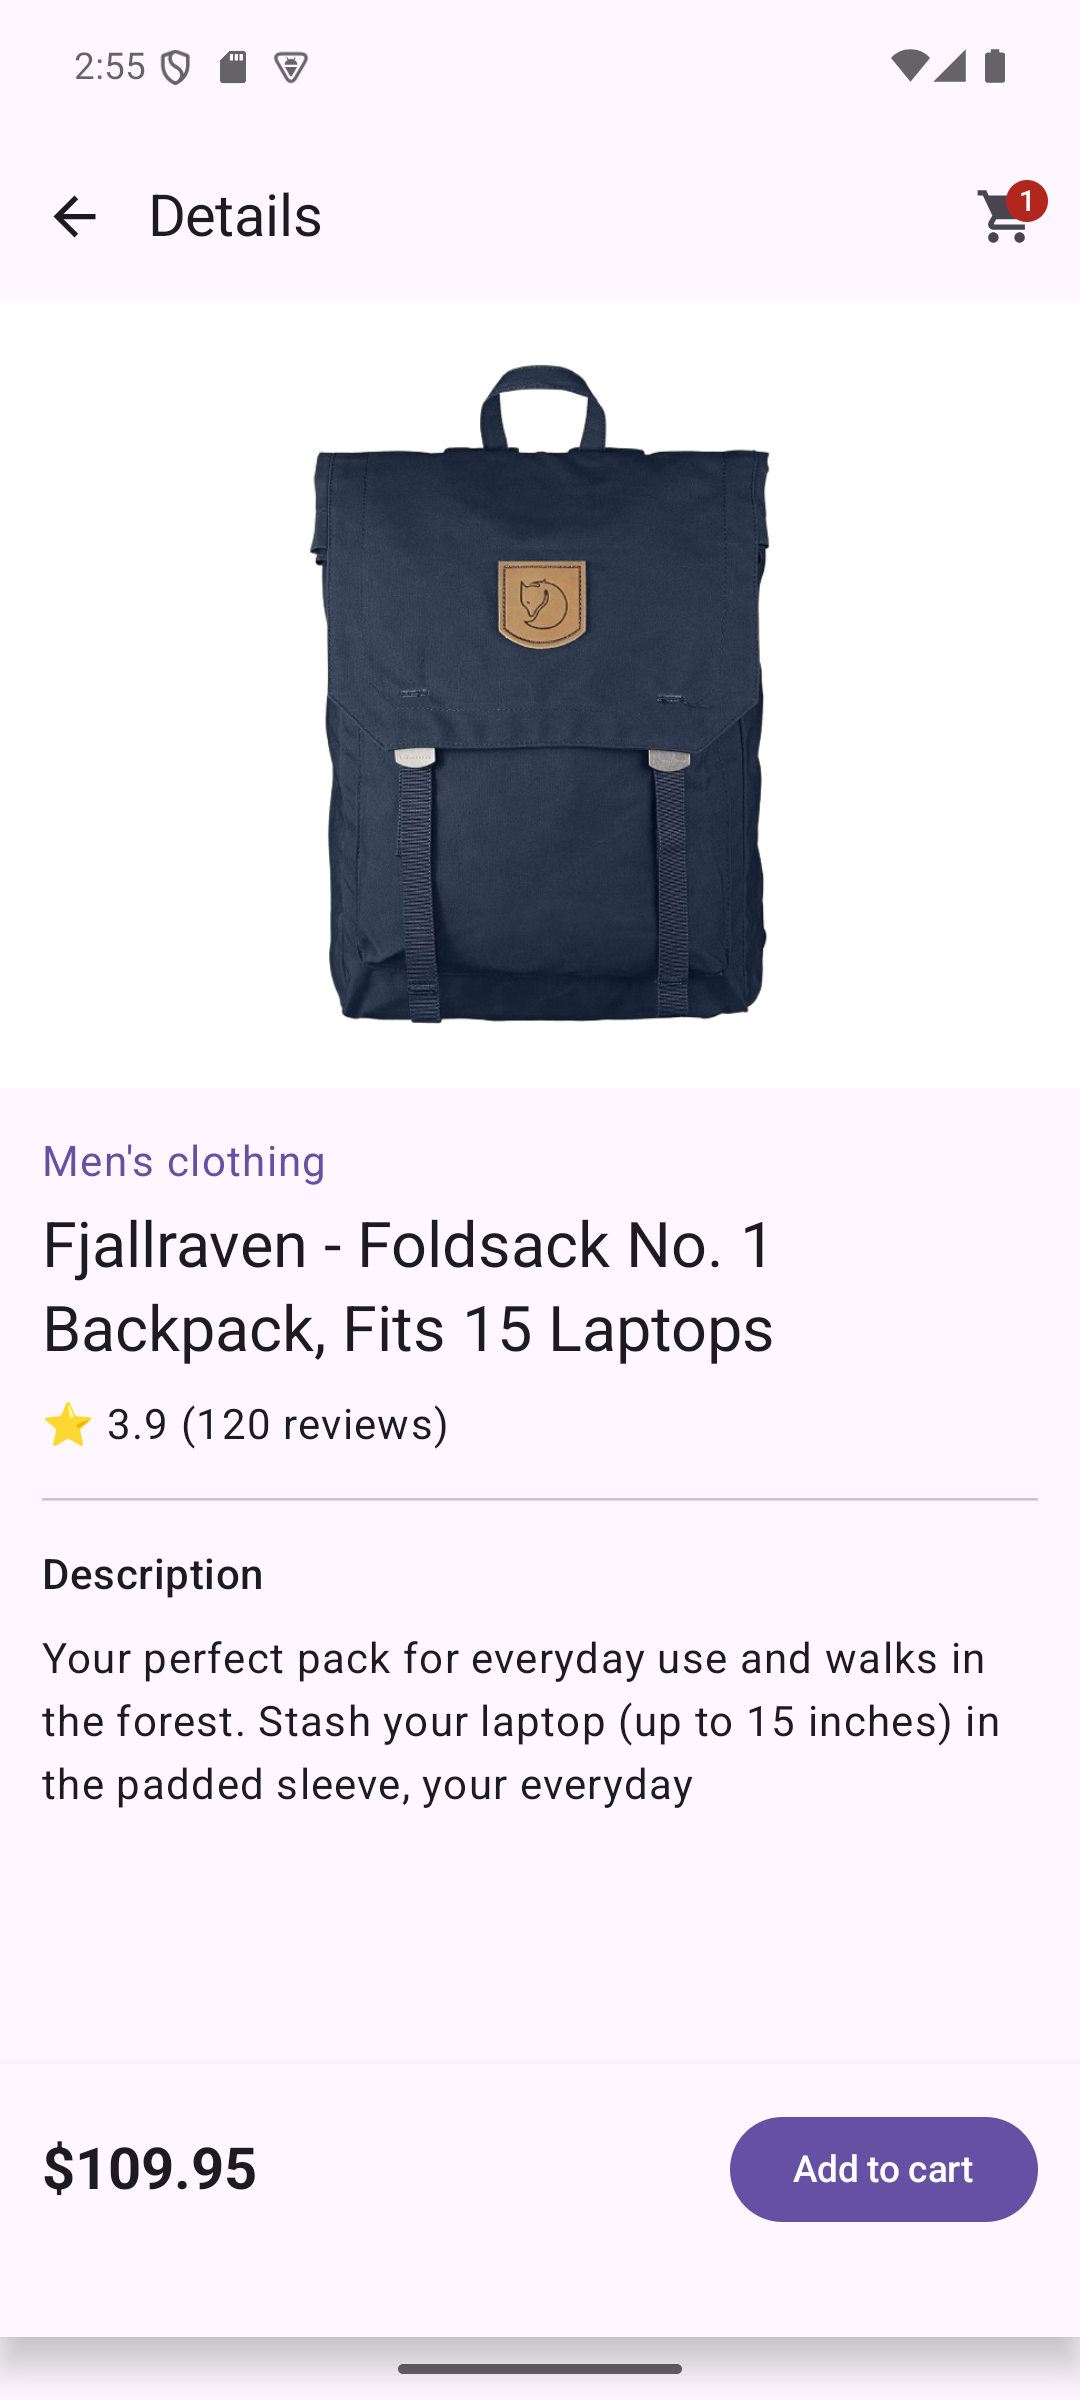 2:55
Details
1
Men's clothing
Fjallraven - Foldsack No. 1
Backpack, Fits 15 Laptops
3.9 (120 reviews)
Description
Your perfect pack for everyday use and walks in
the forest. Stash your laptop (up to 15 inches) in
the padded sleeve, your everyday
$109.95
Add to cart